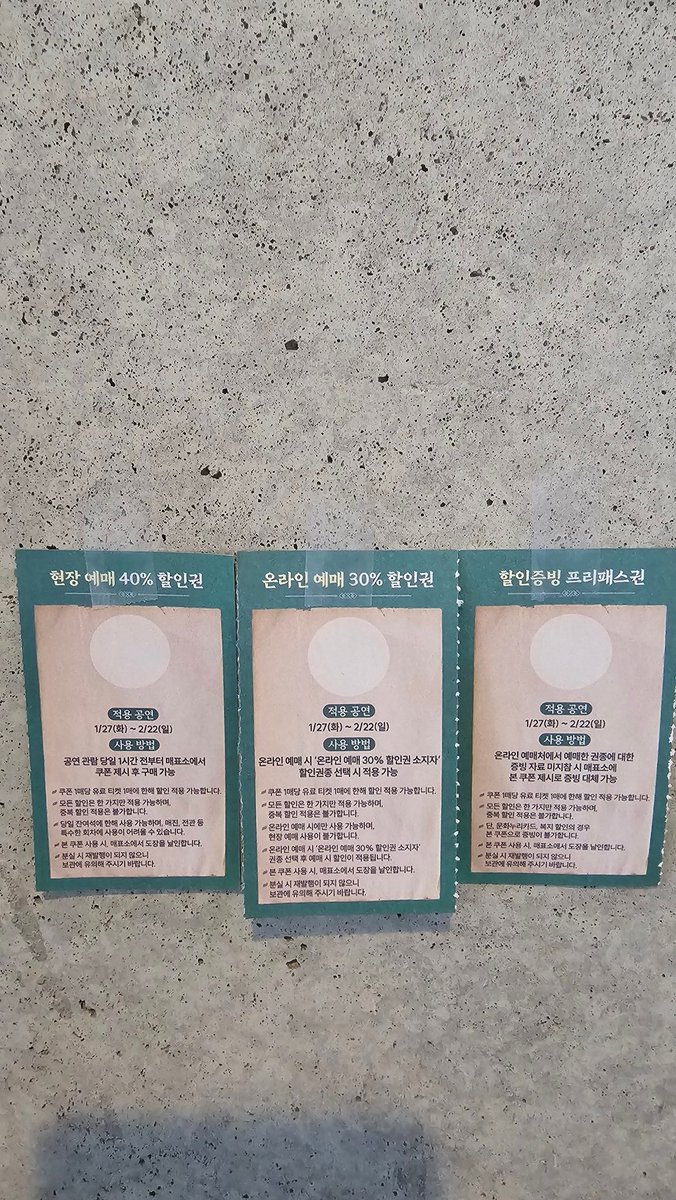 현장 예매 40% 할인권
적용 공연
1/27(화) ~ 2/22(일)
사용 방법
공연 관람 당일 1시간 전부터 매표소에서
쿠폰 제시 후 구매 가능
쿠폰 1매당 유료 티켓 1매에 한해 할인 적용 가능합니다.
모든 할인은 한 가지만 적용 가능하며,
중복 할인 적용은 불가합니다.
당일 잔여석에 한해 사용 가능하며, 매진, 전관 등
특수한 회차에 사용이 어려울 수 있습니다.
본 쿠폰 사용 시, 매표소에서 도장을 날인합니다.
분실 시 재발행이 되지 않으니
보관에 유의해 주시기 바랍니다.
온라인 예매 30% 할인권
적용 공연
1/27(화) ~ 2/22(일)
사용 방법
온라인 예매 시 '온라인 예매 30% 할인권 소지자'
할인권종 선택 시 적용 가능
쿠폰 1매당 유료 티켓 1매에 한해 할인 적용 가능합니다.
모든 할인은 한 가지만 적용 가능하며,
중복 할인 적용은 불가합니다.
온라인 예매 시에만 사용 가능하며,
현장 예매 사용이 불가합니다.
온라인 예매 시 '온라인 예매 30% 할인권 소지자'
권종 선택 후 예매 시 할인이 적용됩니다.
본 쿠폰 사용 시, 매표소에서 도장을 날인합니다.
분실 시 재발행이 되지 않으니
보관에 유의해 주시기 바랍니다.
할인증빙 프리패스권
적용 공연
1/27(화) ~ 2/22(일)
사용 방법
온라인 예매처에서 예매한 권종에 대한
증빙 자료 미지참 시 매표소에
본 쿠폰 제시로 증빙 대체 가능
쿠폰 1매당 유료 티켓 1매에 한해 할인 적용 가능합니다.
모든 할인은 한 가지만 적용 가능하며,
중복 할인 적용은 불가합니다.
단, 문화누리카드, 복지 할인의 경우
본 쿠폰으로 증빙이 불가합니다.
본 쿠폰 사용 시, 매표소에서 도장을 날인합니다.
분실 시 재발행이 되지 않으니
보관에 유의해 주시기 바랍니다.